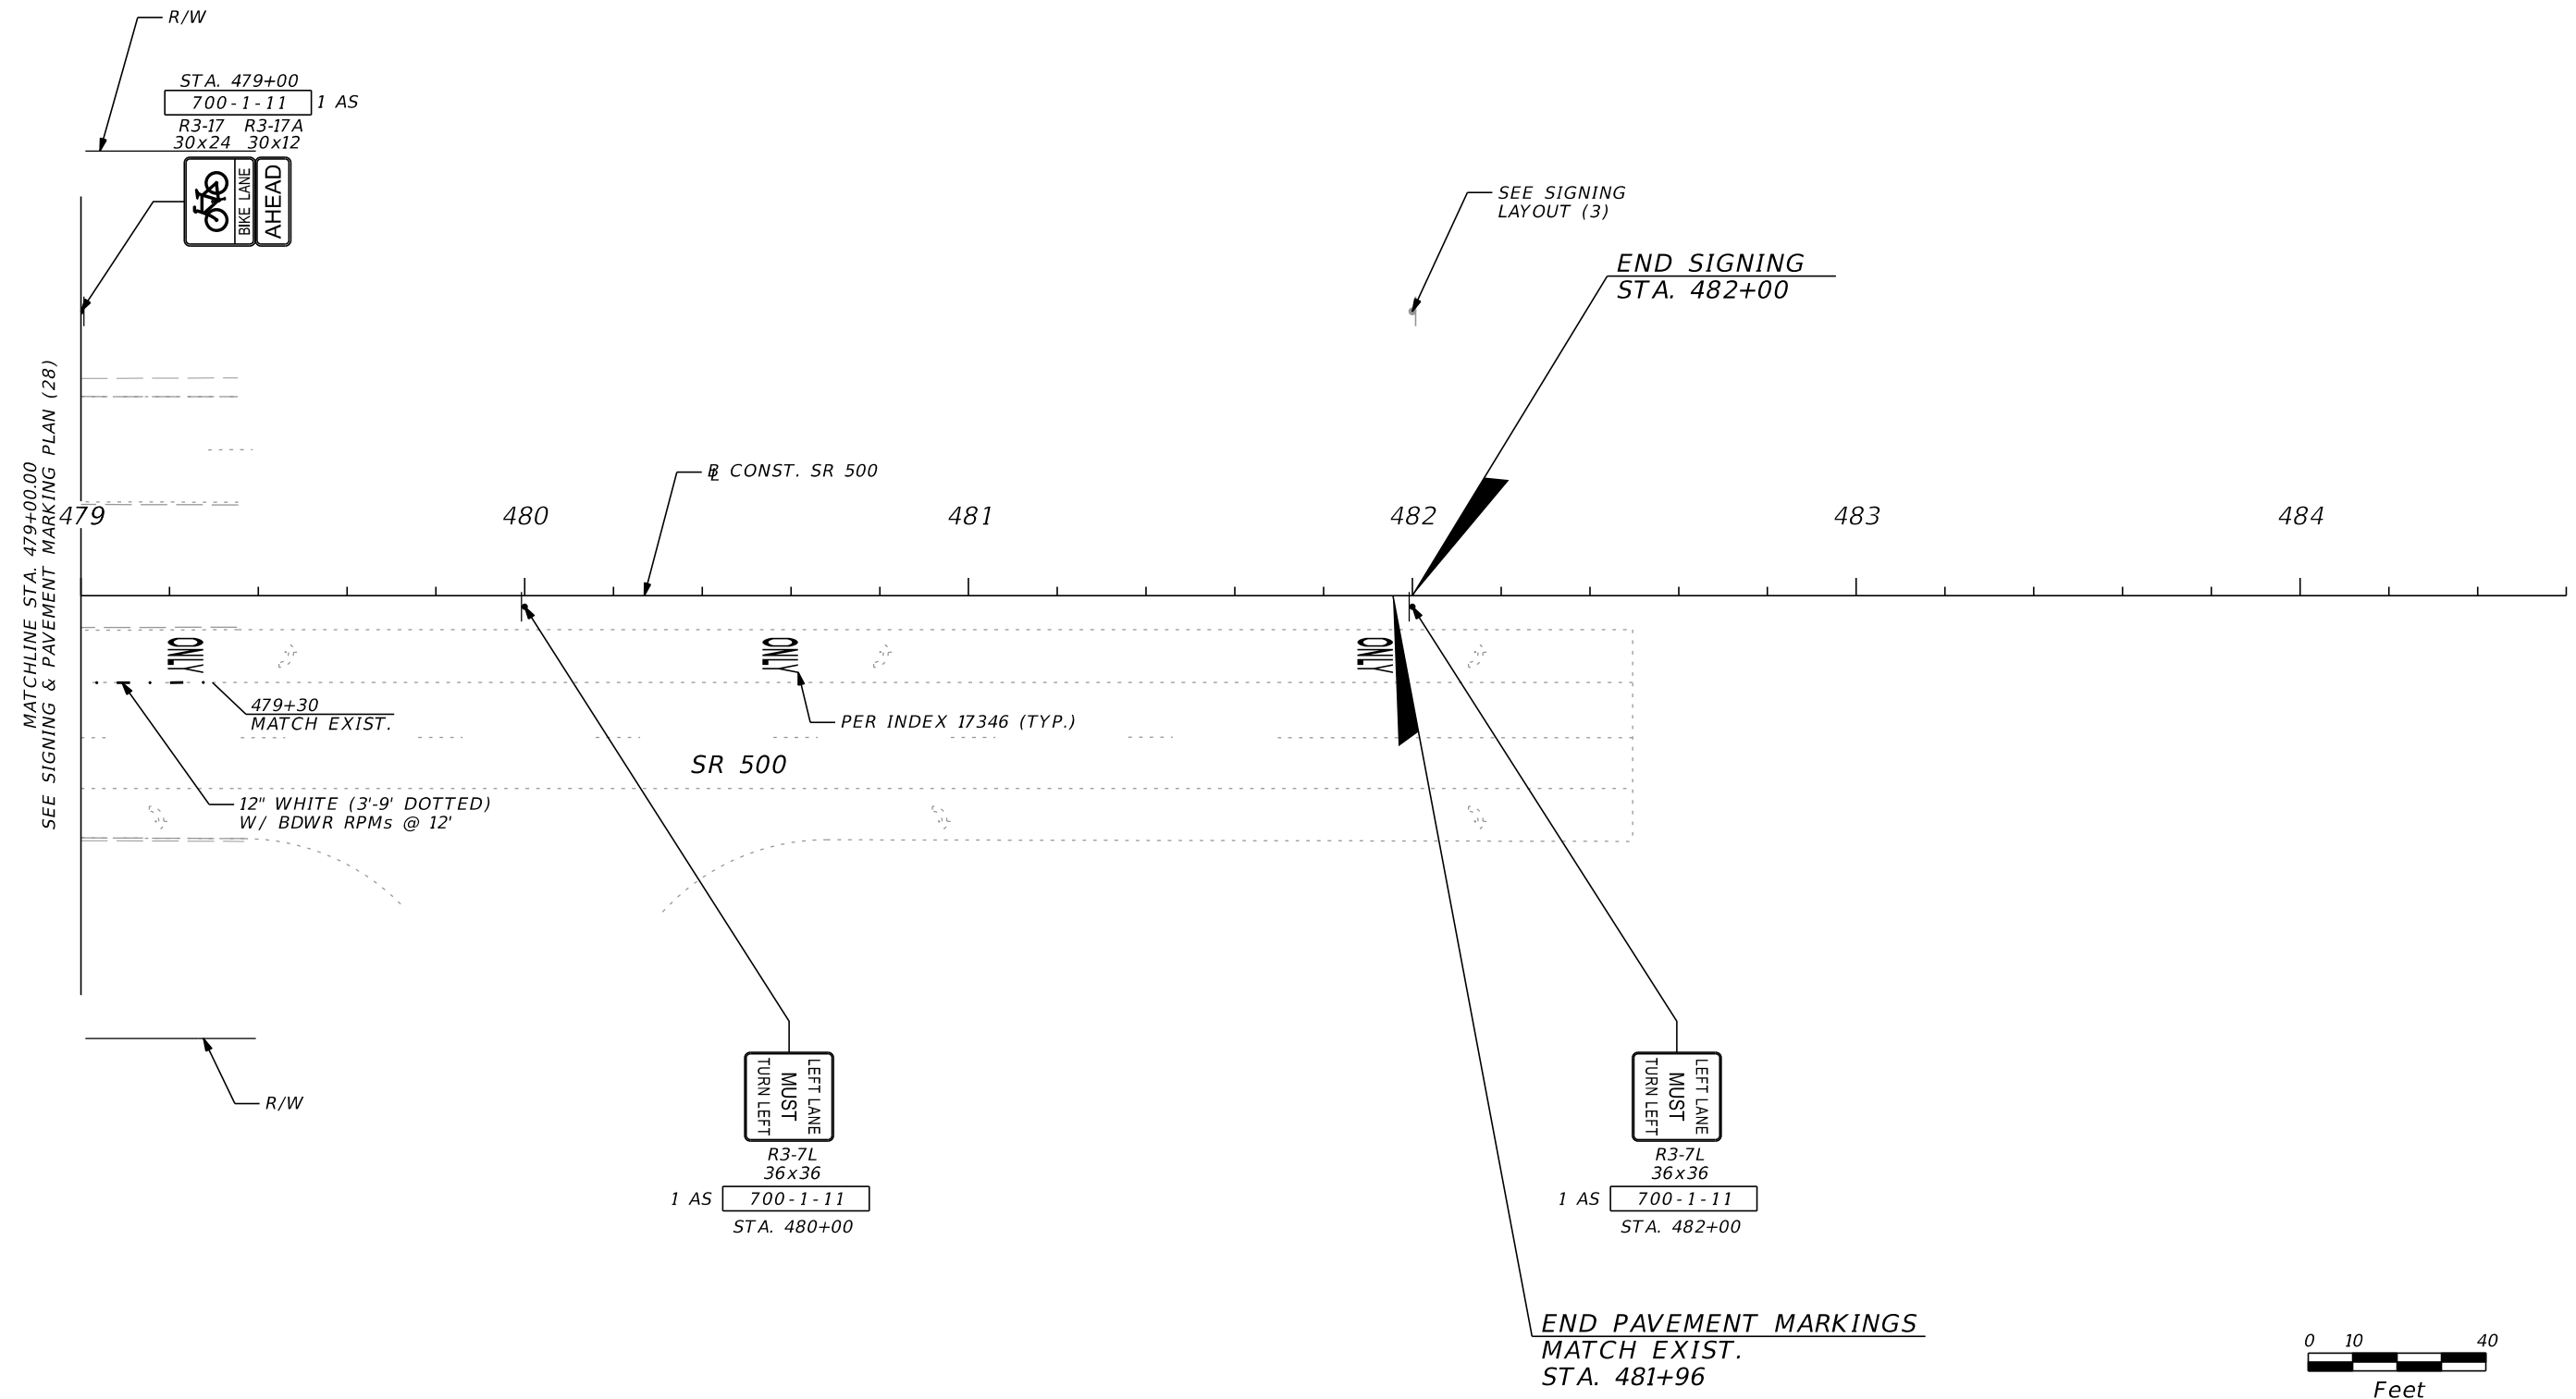 R/W
STA. 479+00
700-1-11 1 AS
R3-17 R3-17A
30x24 30x12
BIKE LANE
AHEAD
SEE SIGNING
LAYOUT (3)
END SIGNING
STA. 482+00
MATCHLINE STA. 479+00.00
SEE SIGNING & PAVEMENT MARKING PLAN (28)
BL CONST. SR 500
479 480 481 482 483 484
ONLY ONLY ONLY
479+30
MATCH EXIST.
PER INDEX 17346 (TYP.)
SR 500
12" WHITE (3'-9' DOTTED)
W/ BDWR RPMs @ 12'
R/W
LEFT LANE
MUST
TURN LEFT
R3-7L
36x36
1 AS 700-1-11
STA. 480+00
LEFT LANE
MUST
TURN LEFT
R3-7L
36x36
1 AS 700-1-11
STA. 482+00
END PAVEMENT MARKINGS
MATCH EXIST.
STA. 481+96
0 10 40
Feet